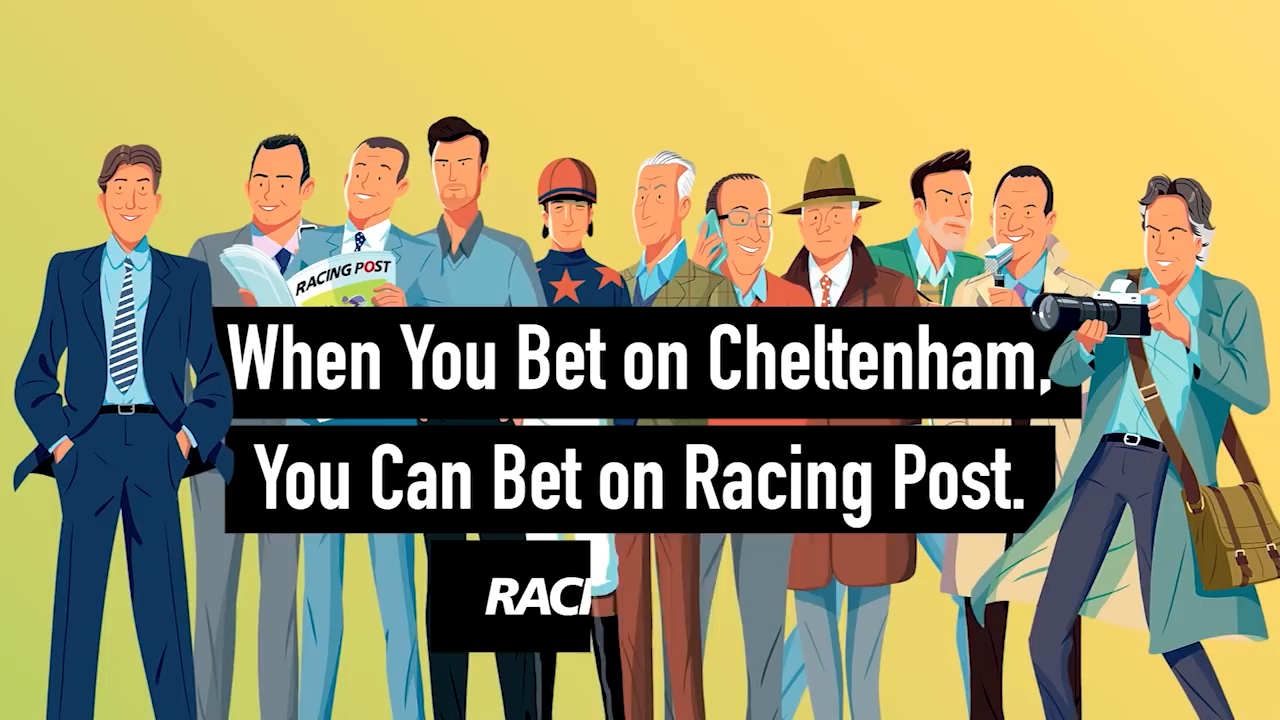 RACING POST
When You Bet on Cheltenham,
You Can Bet on Racing Post.
RACI